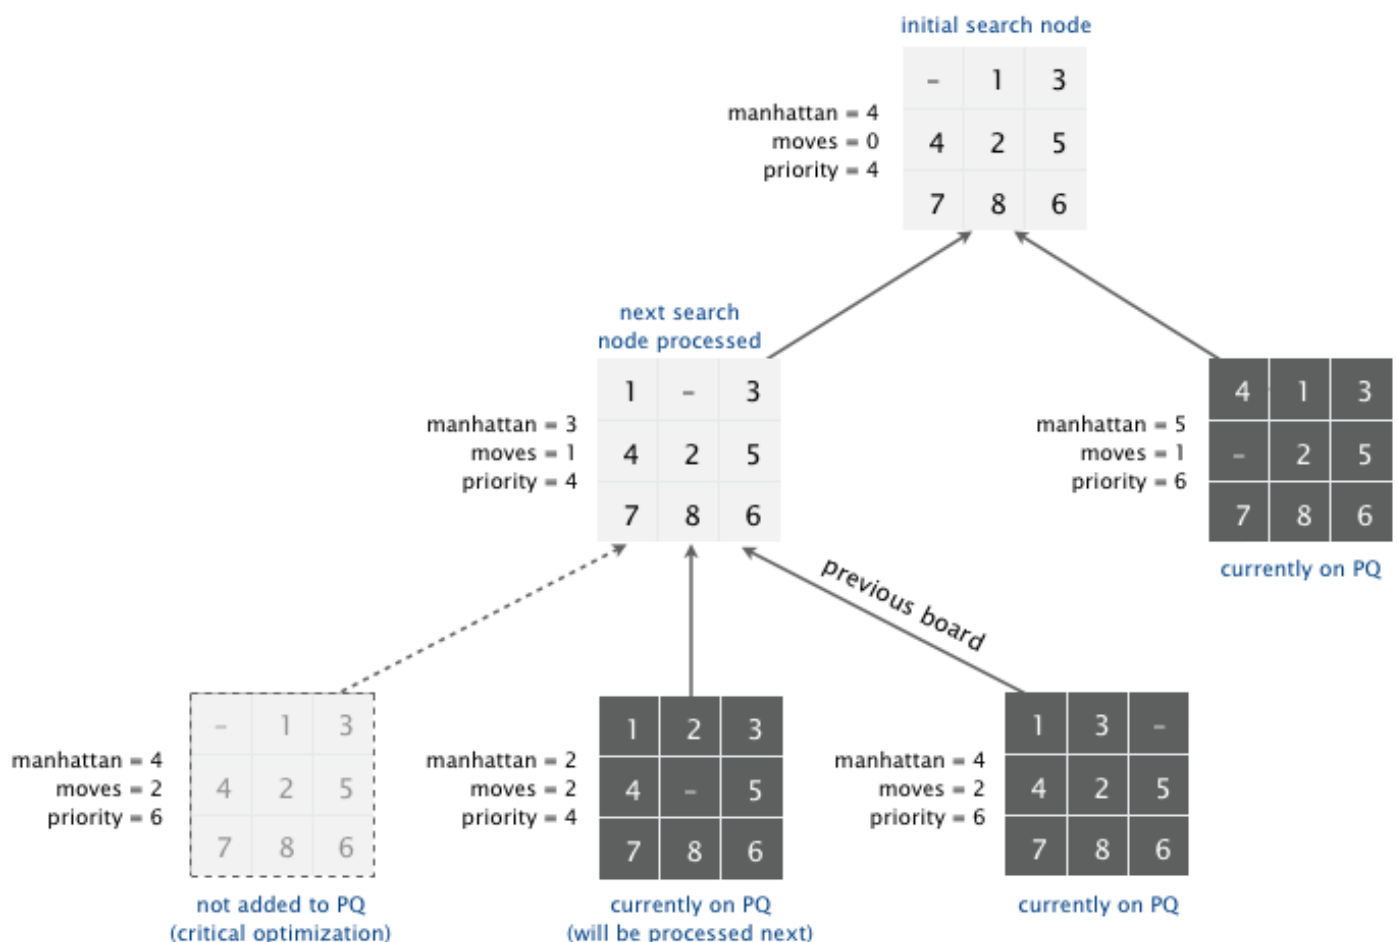 initial search node
- 1 3
manhattan = 4
moves = 0
priority = 4
4 2 5
7 8 6
next search
node processed
1 - 3
manhattan = 3
moves = 1
priority = 4
4 2 5
7 8 6
4 1 3
manhattan = 5
moves = 1
priority = 6
- 2 5
7 8 6
currently on PQ
previous board
- 1 3
manhattan = 4
moves = 2
priority = 6
4 2 5
7 8 6
not added to PQ
(critical optimization)
1 2 3
manhattan = 2
moves = 2
priority = 4
4 - 5
7 8 6
currently on PQ
(will be processed next)
1 3 -
manhattan = 4
moves = 2
priority = 6
4 2 5
7 8 6
currently on PQ